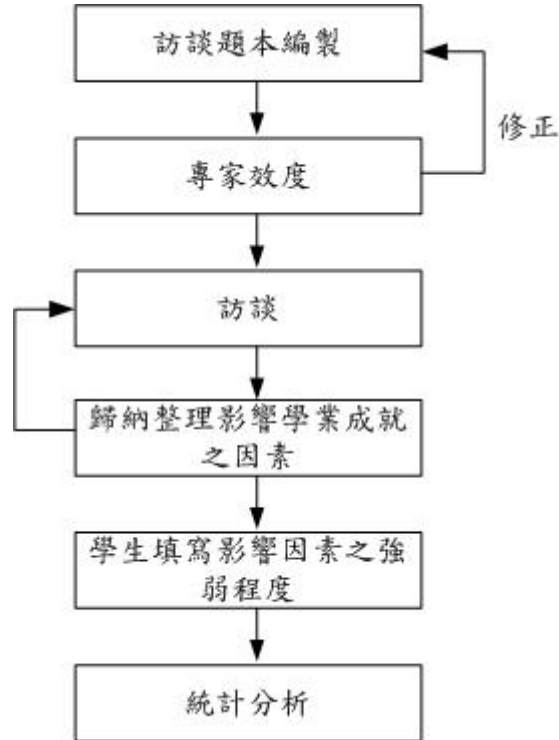 訪談題本編製
修正
專家效度
訪談
歸納整理影響學業成就
之因素
學生填寫影響因素之強
弱程度
統計分析